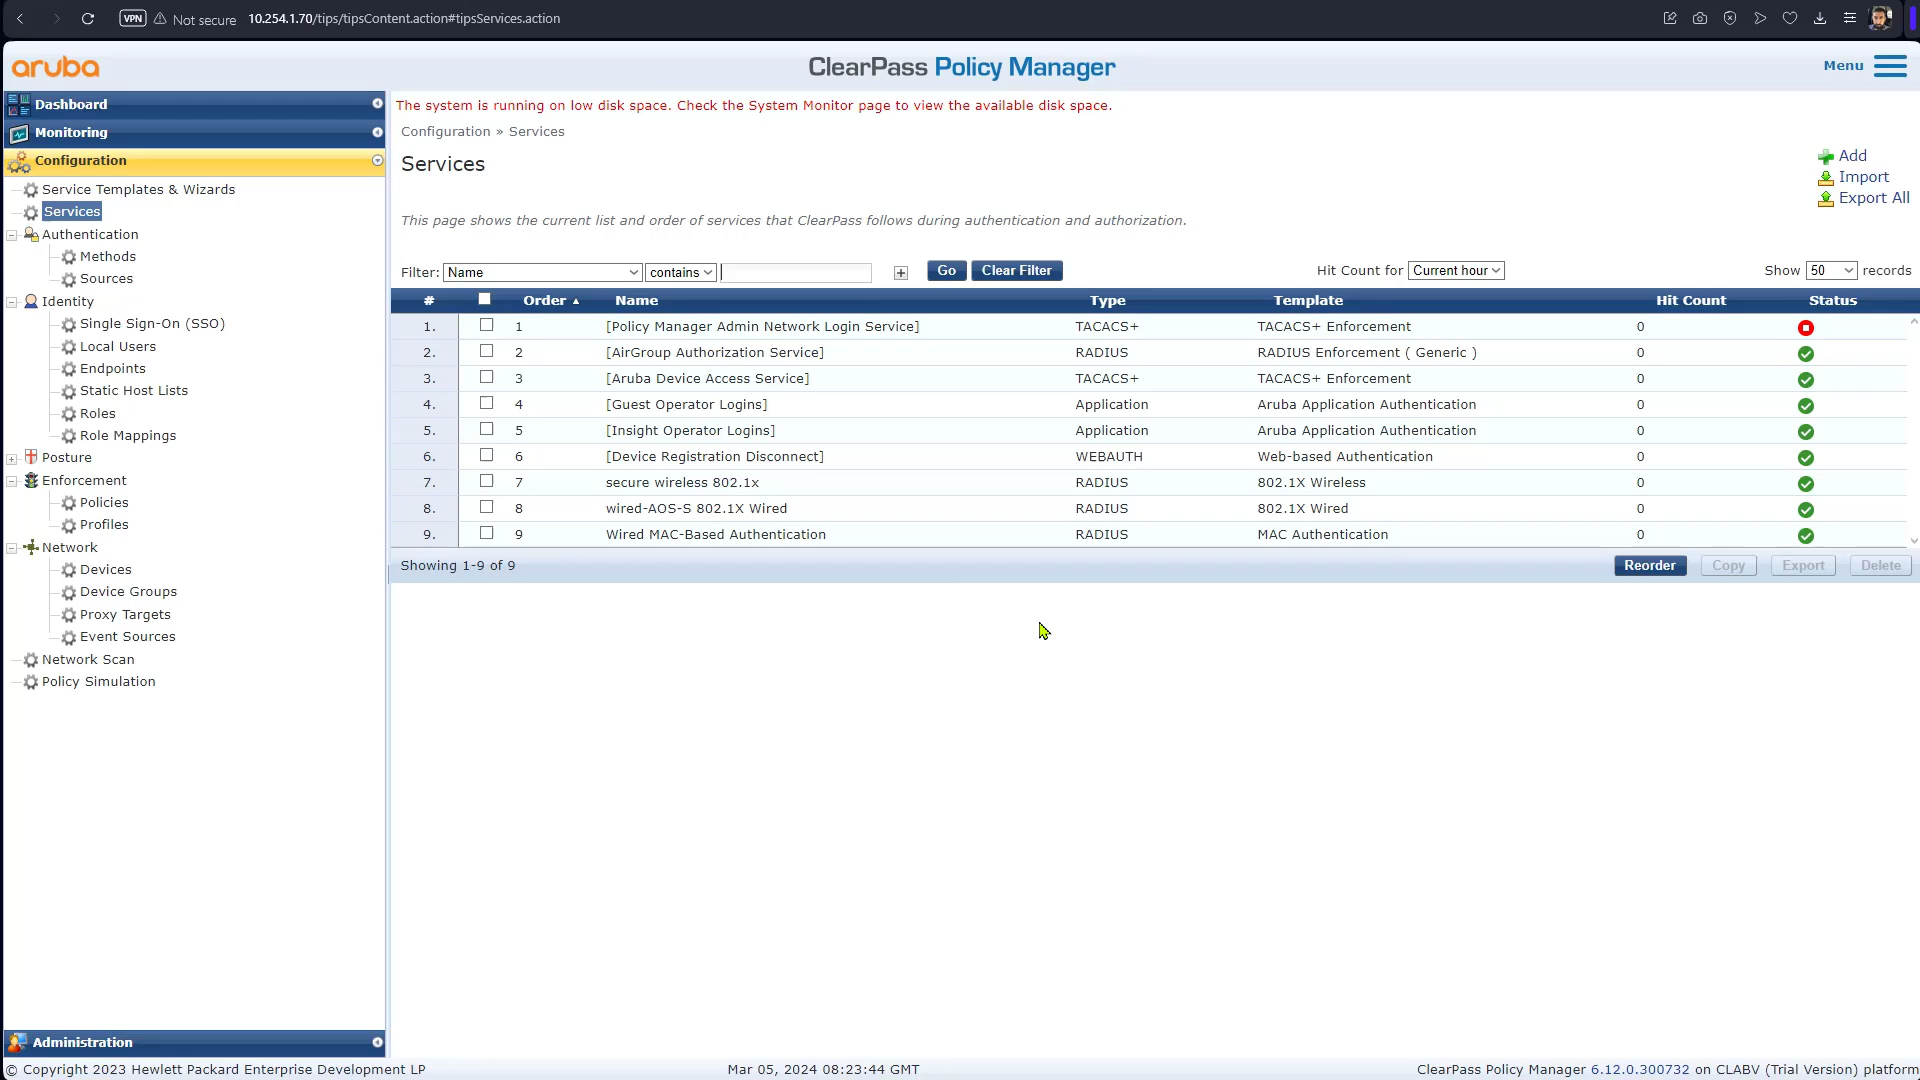 VPN Not secure 10.254.1.70/tips/tipsContent.action#tipsServices.action
aruba
ClearPass Policy Manager
Menu
Dashboard
Monitoring
Configuration
Service Templates & Wizards
Services
Authentication
Methods
Sources
Identity
Single Sign-On (SSO)
Local Users
Endpoints
Static Host Lists
Roles
Role Mappings
Posture
Enforcement
Policies
Profiles
Network
Devices
Device Groups
Proxy Targets
Event Sources
Network Scan
Policy Simulation
Administration
The system is running on low disk space. Check the System Monitor page to view the available disk space.
Configuration » Services
Services
Add
Import
Export All
This page shows the current list and order of services that ClearPass follows during authentication and authorization.
Filter: Name contains Go Clear Filter Hit Count for Current hour Show 50 records
# Order Name Type Template Hit Count Status
1. 1 [Policy Manager Admin Network Login Service] TACACS+ TACACS+ Enforcement 0
2. 2 [AirGroup Authorization Service] RADIUS RADIUS Enforcement ( Generic ) 0
3. 3 [Aruba Device Access Service] TACACS+ TACACS+ Enforcement 0
4. 4 [Guest Operator Logins] Application Aruba Application Authentication 0
5. 5 [Insight Operator Logins] Application Aruba Application Authentication 0
6. 6 [Device Registration Disconnect] WEBAUTH Web-based Authentication 0
7. 7 secure wireless 802.1x RADIUS 802.1X Wireless 0
8. 8 wired-AOS-S 802.1X Wired RADIUS 802.1X Wired 0
9. 9 Wired MAC-Based Authentication RADIUS MAC Authentication 0
Showing 1-9 of 9 Reorder Copy Export Delete
© Copyright 2023 Hewlett Packard Enterprise Development LP Mar 05, 2024 08:23:44 GMT ClearPass Policy Manager 6.12.0.300732 on CLABV (Trial Version) platform